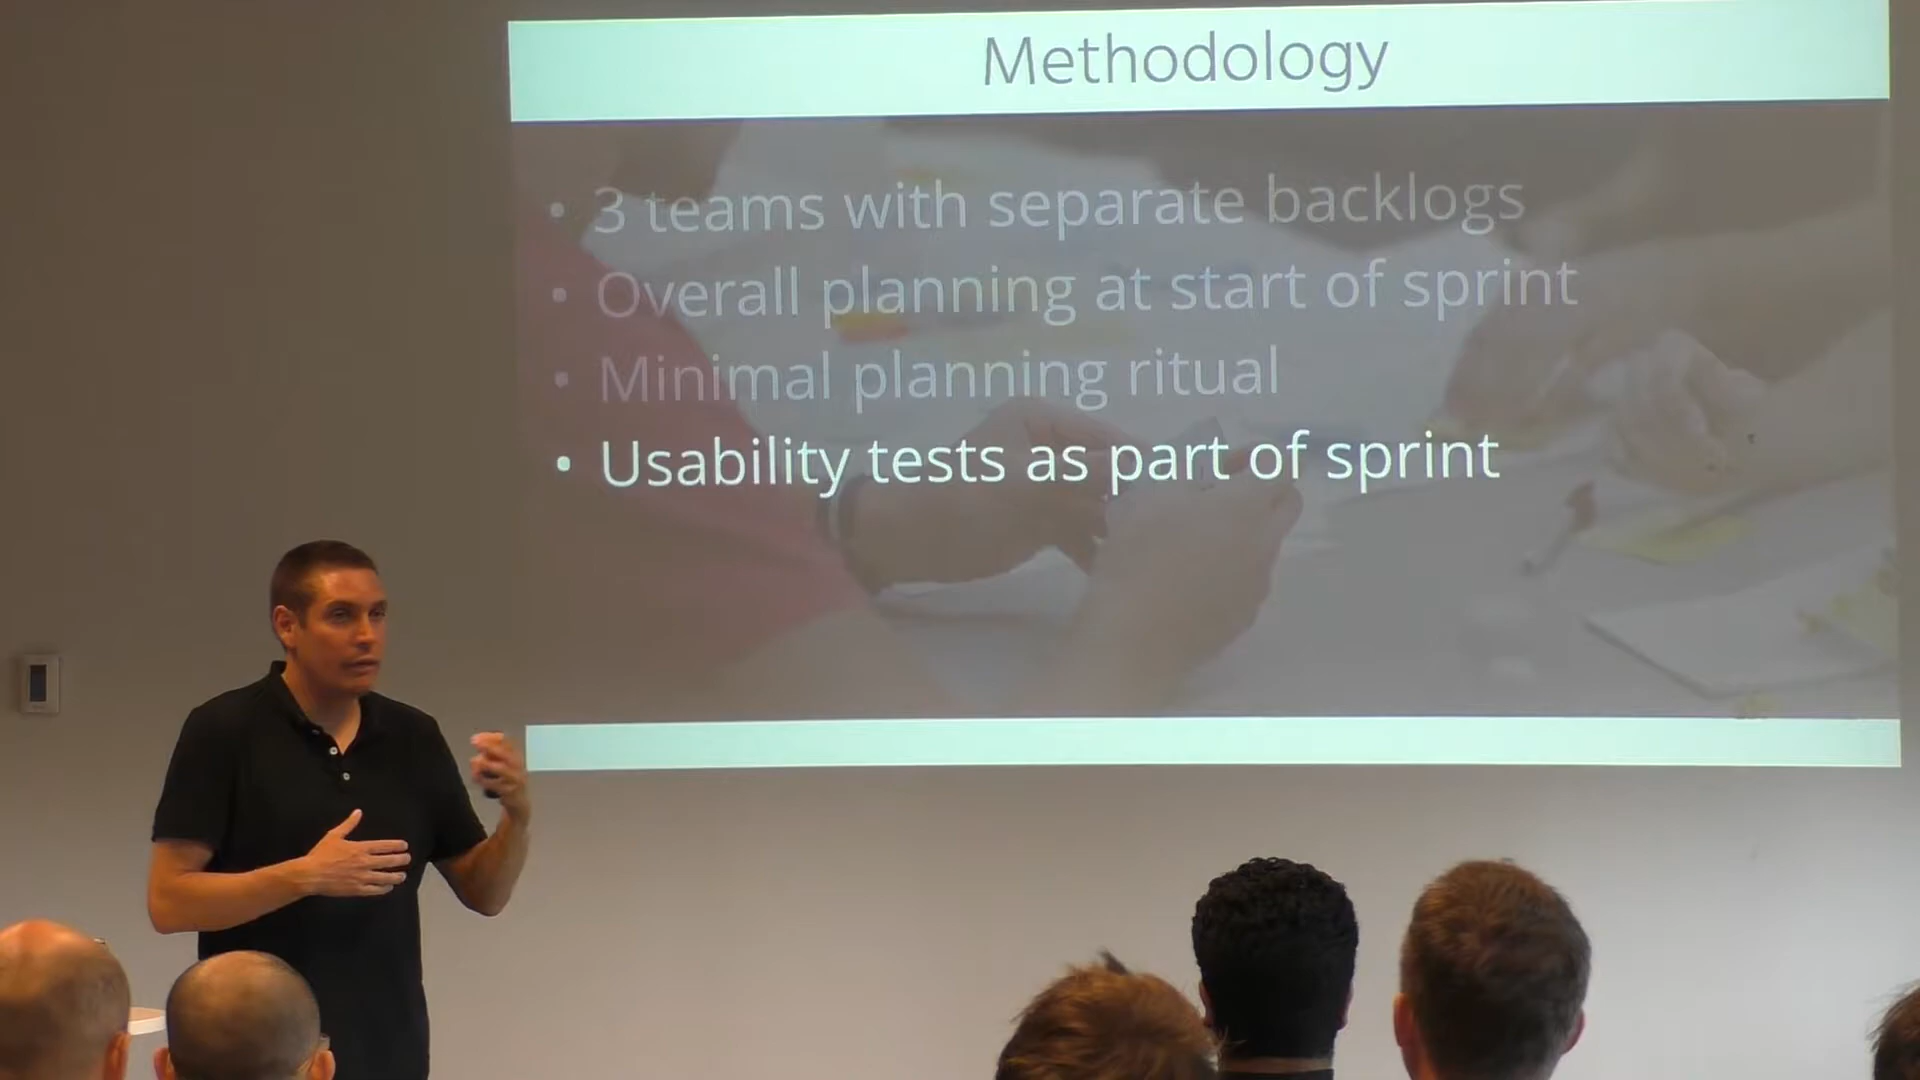 Methodology
• 3 teams with separate backlogs
• Overall planning at start of sprint
• Minimal planning ritual
• Usability tests as part of sprint